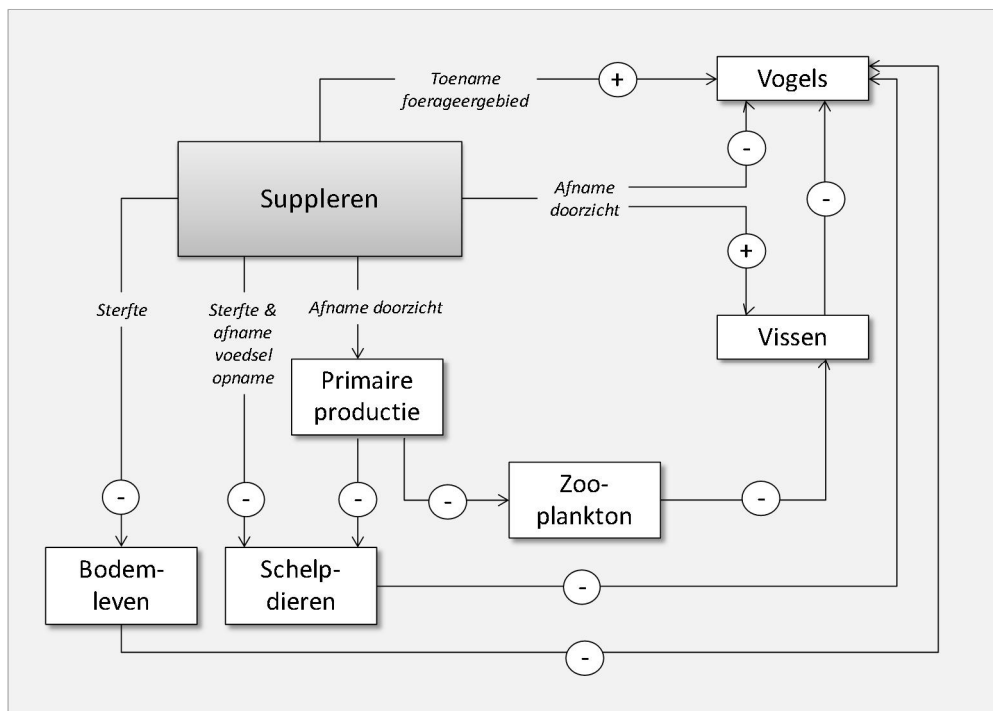 Toename
foerageergebied
+
Vogels
-
Suppleren
Afname
doorzicht
-
+
Sterfte
Sterfte &
afname
voedsel
opname
Afname doorzicht
Vissen
Primaire
productie
-
-
-
-
Zoo-
plankton
-
Bodem-
leven
Schelp-
dieren
-
-